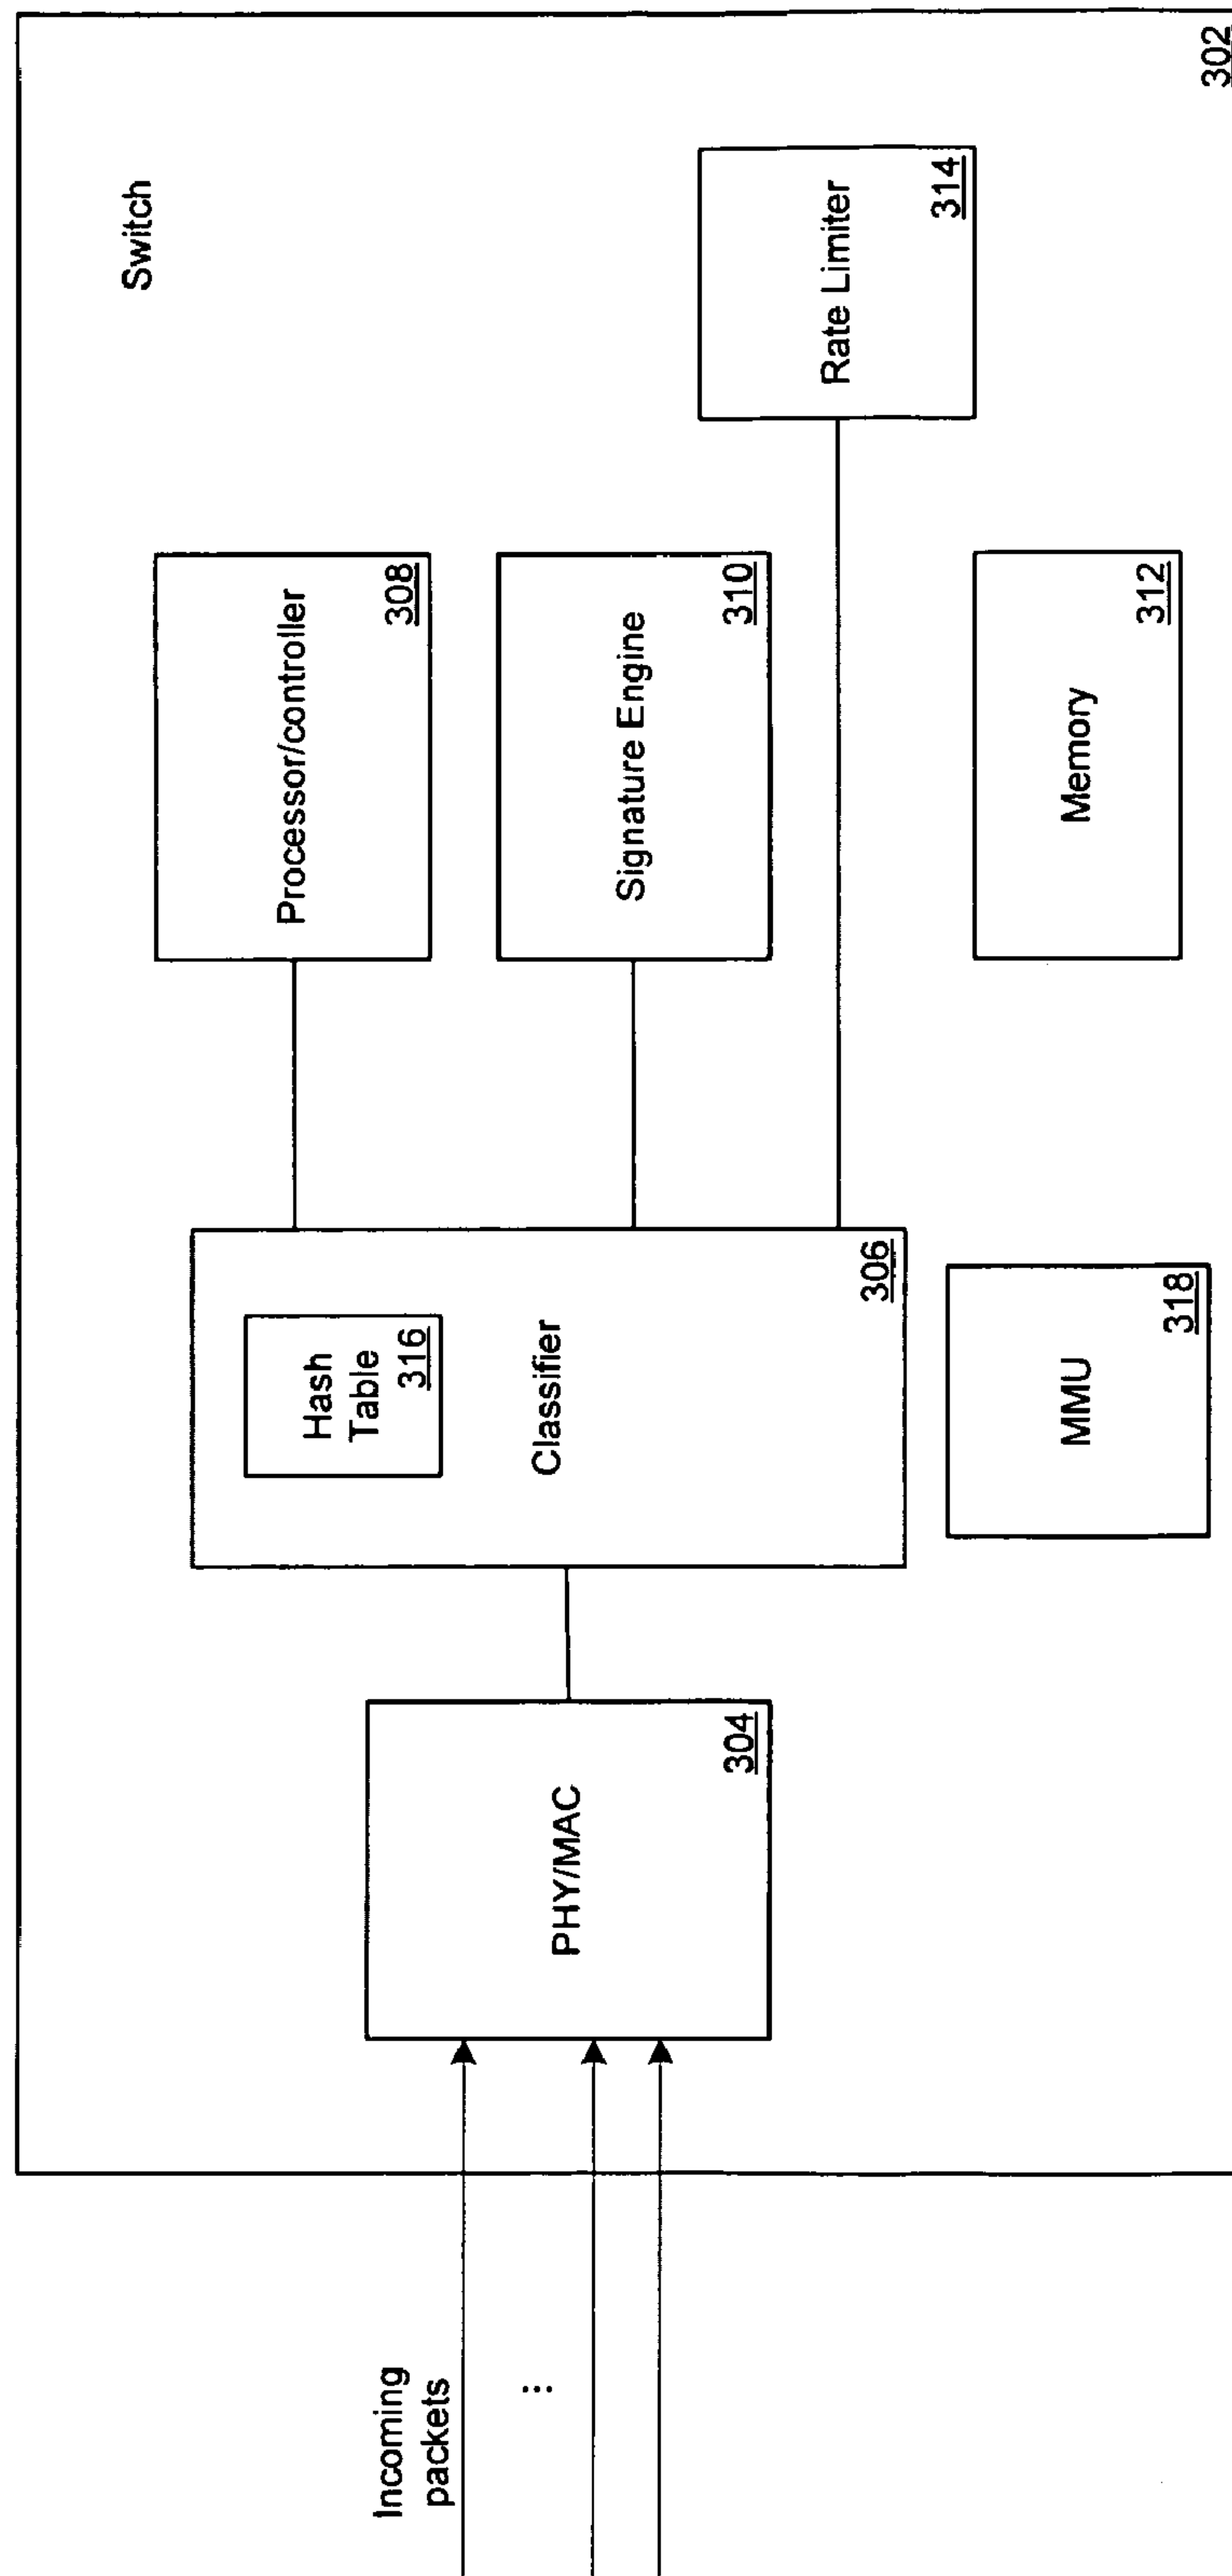 Switch
Incoming
packets
...
PHY/MAC
304
Hash
Table
316
Classifier
306
Processor/controller
308
Signature Engine
310
Rate Limiter
314
MMU
318
Memory
312
302